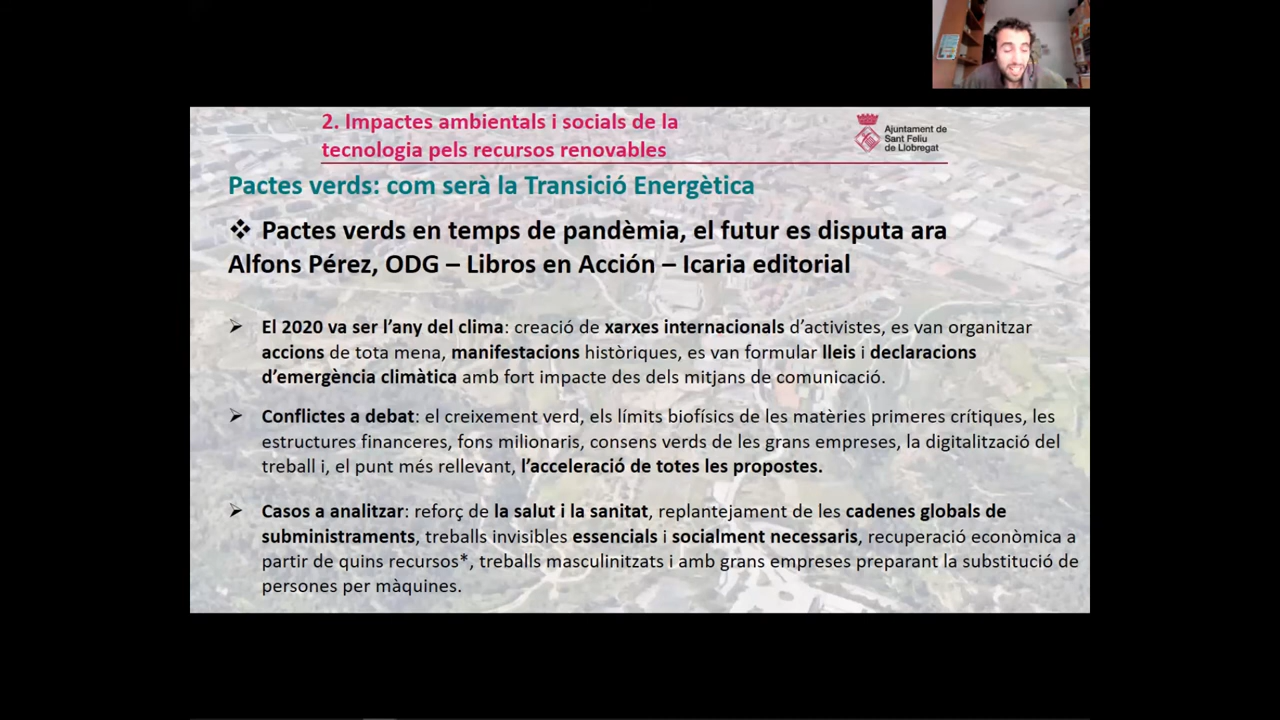 2. Impactes ambientals i socials de la
tecnologia pels recursos renovables
Ajuntament de
Sant Feliu
de Llobregat
Pactes verds: com serà la Transició Energètica
❖ Pactes verds en temps de pandèmia, el futur es disputa ara
Alfons Pérez, ODG – Libros en Acción – Icaria editorial
➢ El 2020 va ser l’any del clima: creació de xarxes internacionals d’activistes, es van organitzar
accions de tota mena, manifestacions històriques, es van formular lleis i declaracions
d’emergència climàtica amb fort impacte des dels mitjans de comunicació.
➢ Conflictes a debat: el creixement verd, els límits biofísics de les matèries primeres crítiques, les
estructures financeres, fons milionaris, consens verds de les grans empreses, la digitalització del
treball i, el punt més rellevant, l’acceleració de totes les propostes.
➢ Casos a analitzar: reforç de la salut i la sanitat, replantejament de les cadenes globals de
subministraments, treballs invisibles essencials i socialment necessaris, recuperació econòmica a
partir de quins recursos*, treballs masculinitzats i amb grans empreses preparant la substitució de
persones per màquines.